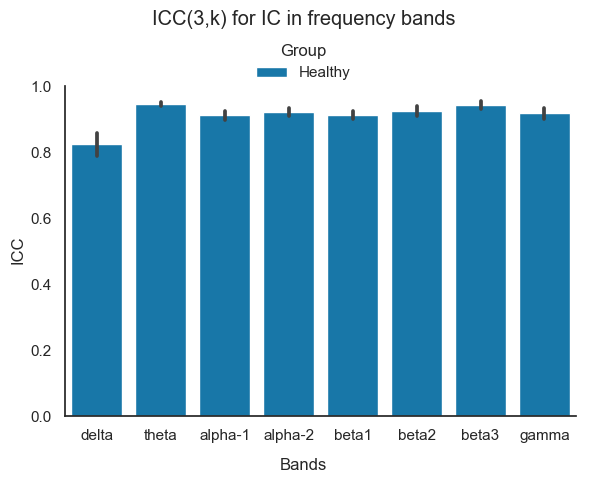 ICC(3,k) for IC in frequency bands
Group
Healthy
1.0
0.8
0.6
0.4
0.2
0.0
ICC
delta theta alpha-1 alpha-2 beta1 beta2 beta3 gamma
Bands